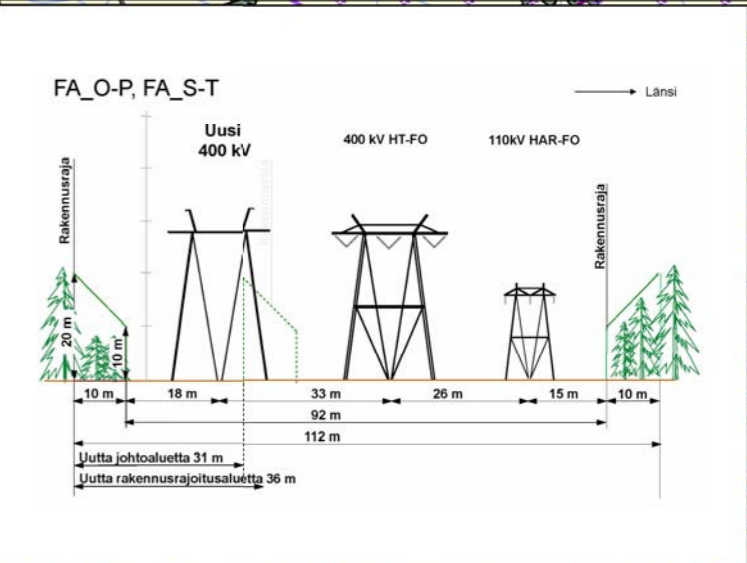 FA_O-P, FA_S-T
Länsi
Uusi
400 kV
400 kV HT-FO
110kV HAR-FO
Rakennusraja
Rakennusraja
20 m
10 m
10 m
18 m
33 m
26 m
15 m
10 m
92 m
112 m
Uutta johtoaluetta 31 m
Uutta rakennusrajoitusaluetta 36 m